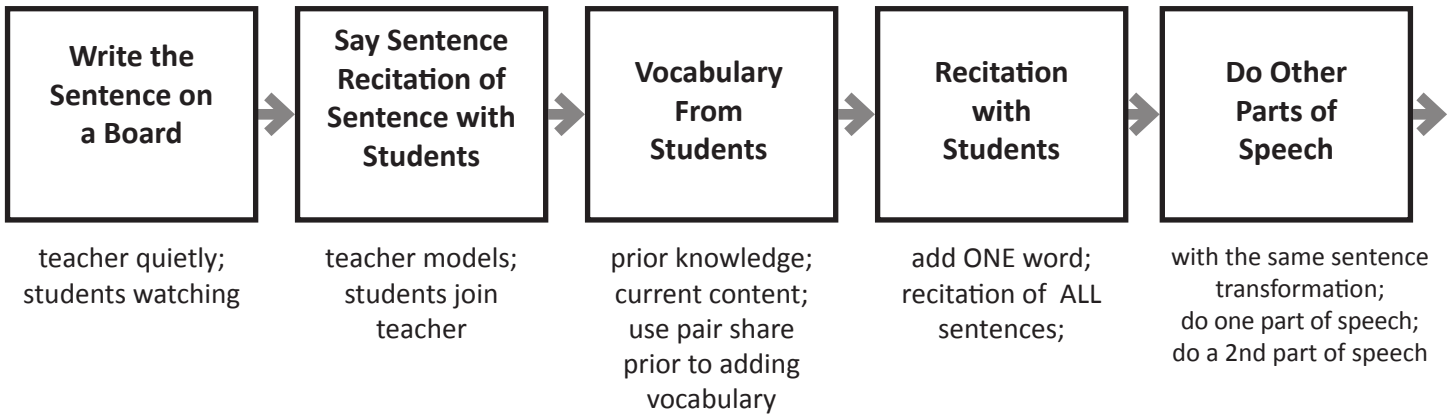 Write the
Sentence on
a Board
Say Sentence
Recitation of
Sentence with
Students
Vocabulary
From
Students
Recitation
with
Students
Do Other
Parts of
Speech
teacher quietly;
students watching
teacher models;
students join
teacher
prior knowledge;
current content;
use pair share
prior to adding
vocabulary
add ONE word;
recitation of ALL
sentences;
with the same sentence
transformation;
do one part of speech;
do a 2nd part of speech